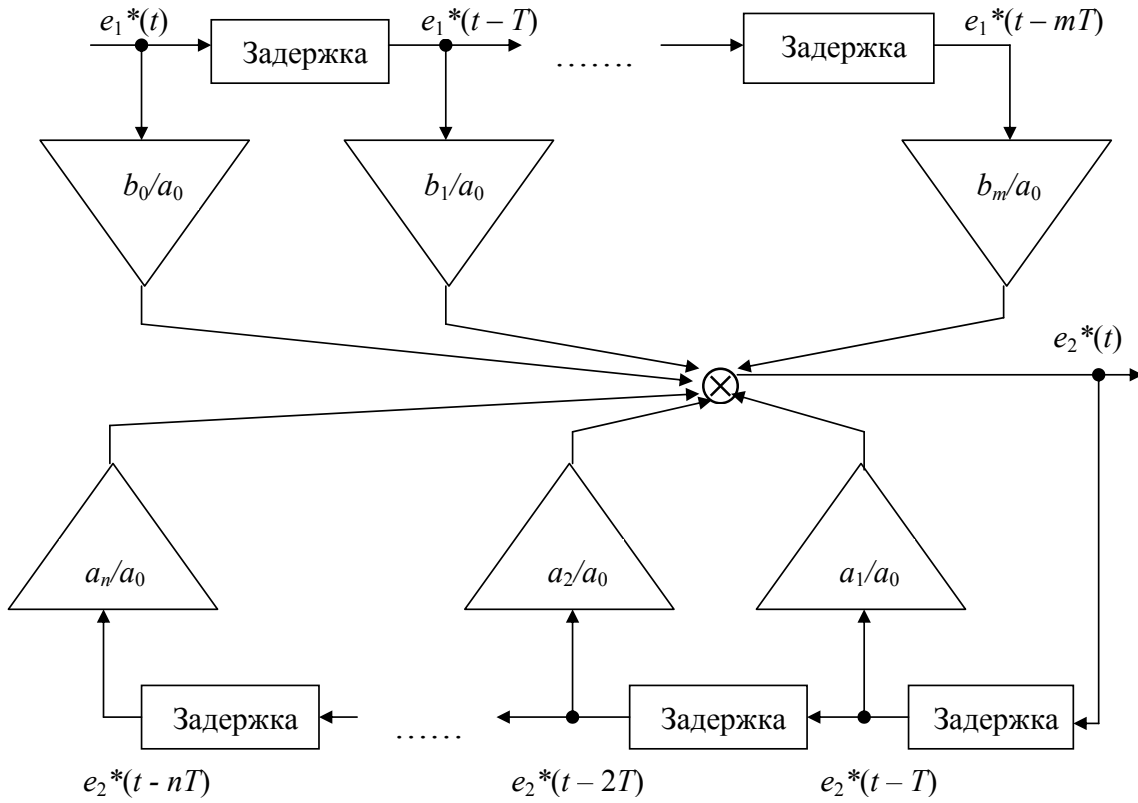 e₁*(t)
e₁*(t – T)
e₁*(t – mT)
Задержка
.......
Задержка
b₀/a₀
b₁/a₀
bₘ/a₀
e₂*(t)
aₙ/a₀
a₂/a₀
a₁/a₀
Задержка
......
Задержка
Задержка
e₂*(t - nT)
e₂*(t – 2T)
e₂*(t – T)